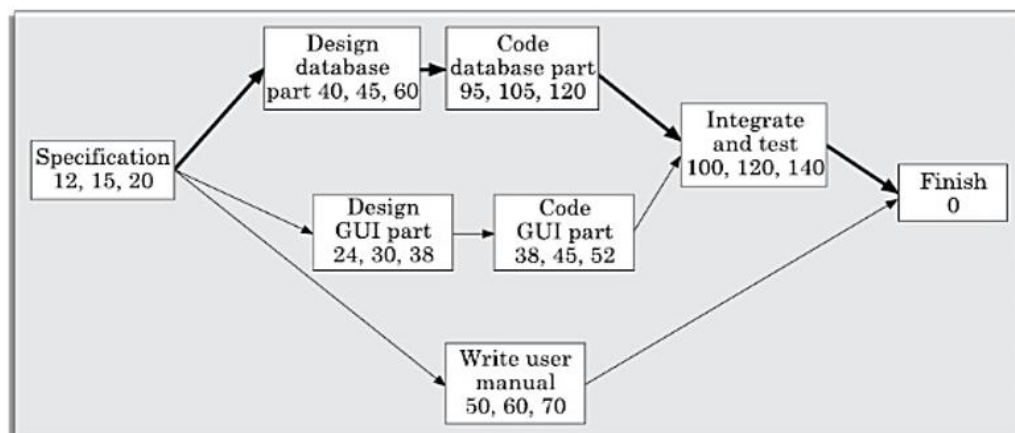 Design
database
part 40, 45, 60
Code
database part
95, 105, 120
Specification
12, 15, 20
Integrate
and test
100, 120, 140
Finish
0
Design
GUI part
24, 30, 38
Code
GUI part
38, 45, 52
Write user
manual
50, 60, 70